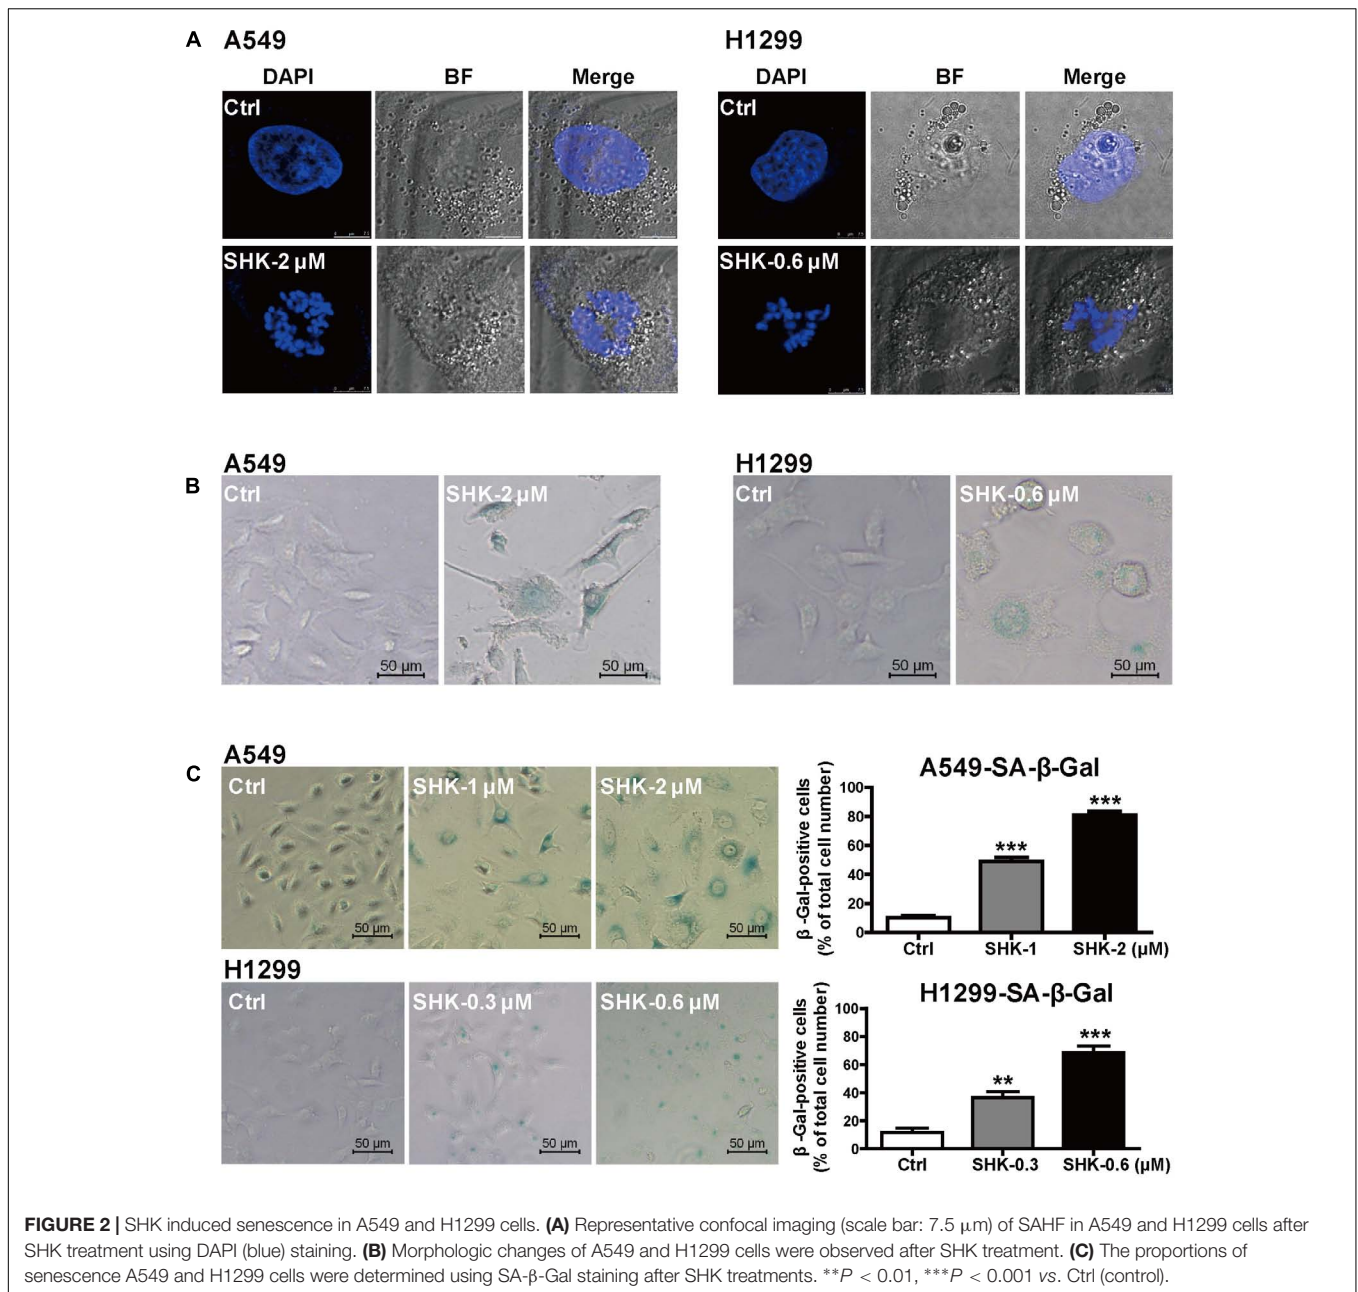 A A549 H1299
DAPI BF Merge DAPI BF Merge
Ctrl Ctrl
SHK-2 μM SHK-0.6 μM
B A549 H1299
Ctrl SHK-2 μM Ctrl SHK-0.6 μM
50 μm 50 μm 50 μm 50 μm
C A549
Ctrl SHK-1 μM SHK-2 μM
50 μm 50 μm 50 μm
A549-SA-β-Gal
β -Gal-positive cells
(% of total cell number)
100
80
60
40
20
0
*** ***
Ctrl SHK-1 SHK-2 (μM)
H1299
Ctrl SHK-0.3 μM SHK-0.6 μM
50 μm 50 μm 50 μm
H1299-SA-β-Gal
β -Gal-positive cells
(% of total cell number)
100
80
60
40
20
0
** ***
Ctrl SHK-0.3 SHK-0.6 (μM)
FIGURE 2 | SHK induced senescence in A549 and H1299 cells. (A) Representative confocal imaging (scale bar: 7.5 μm) of SAHF in A549 and H1299 cells after
SHK treatment using DAPI (blue) staining. (B) Morphologic changes of A549 and H1299 cells were observed after SHK treatment. (C) The proportions of
senescence A549 and H1299 cells were determined using SA-β-Gal staining after SHK treatments. **P < 0.01, ***P < 0.001 vs. Ctrl (control).